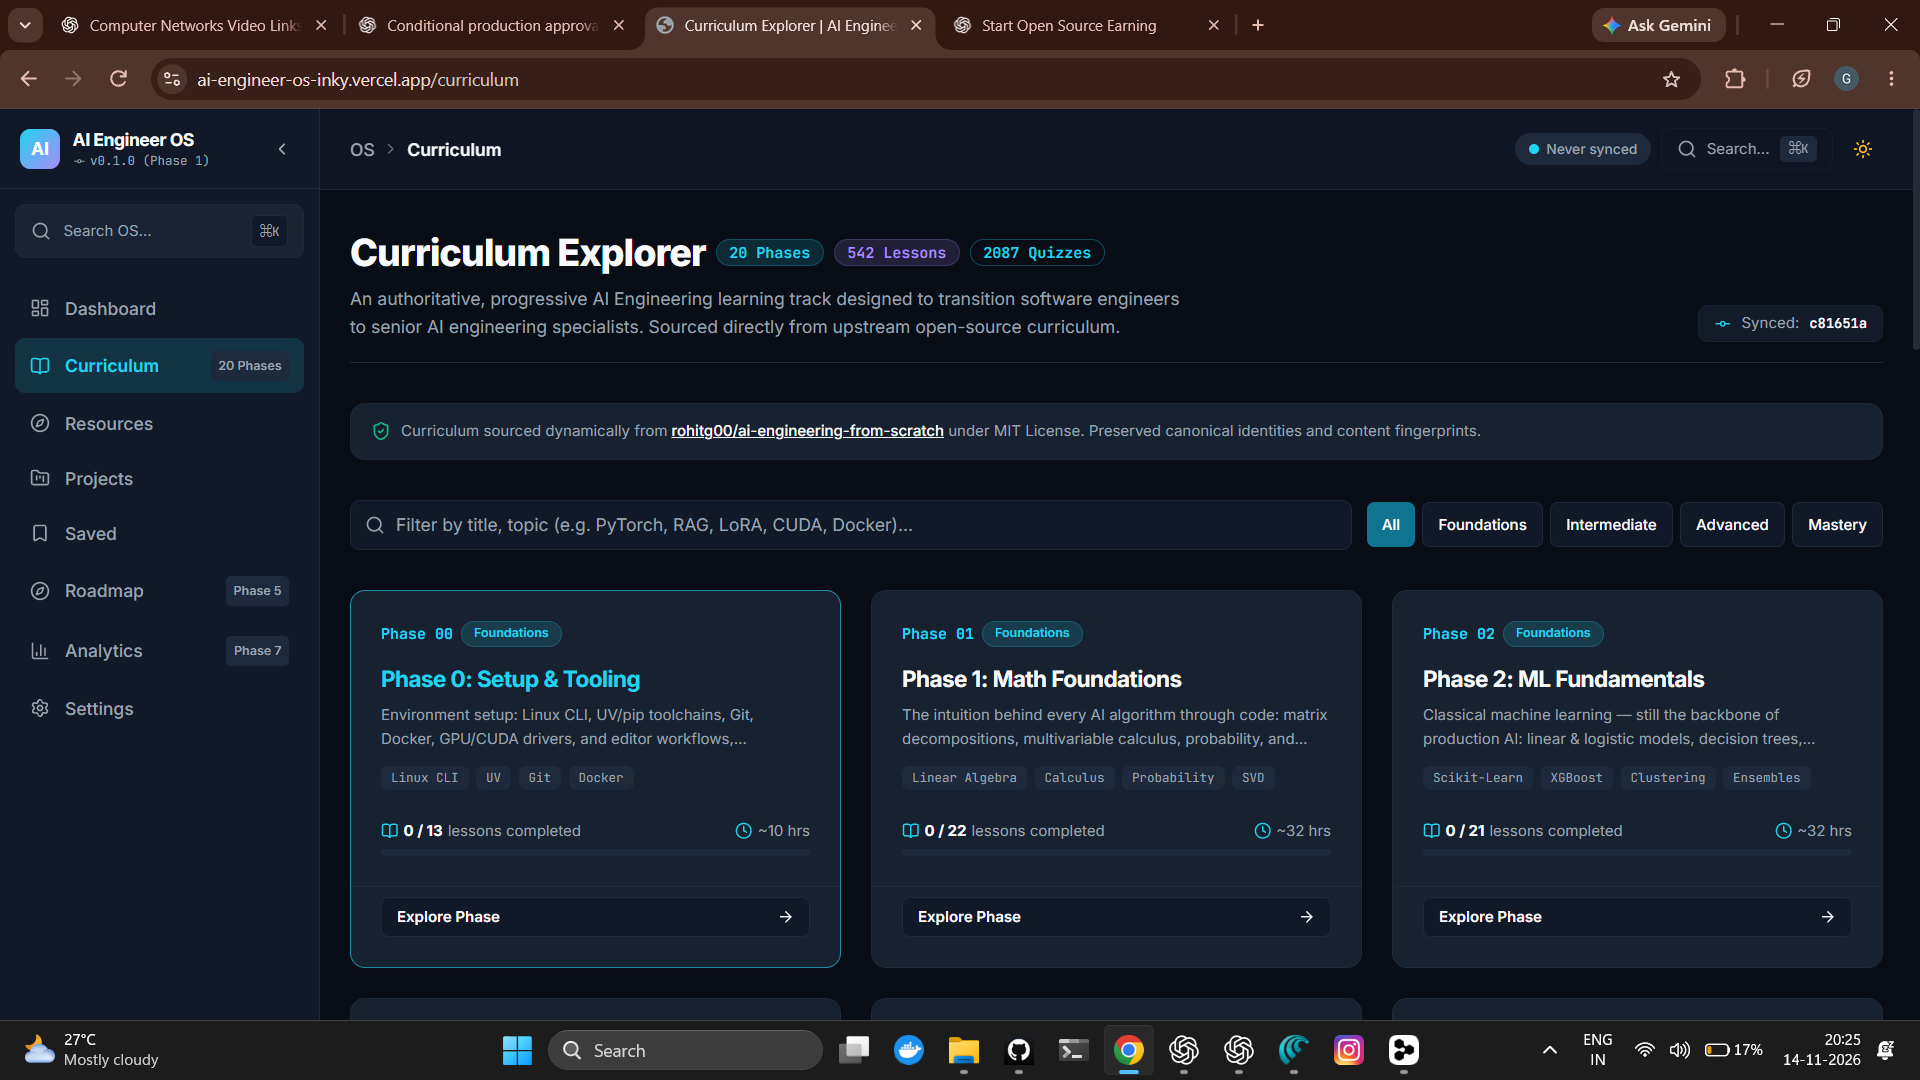 Computer Networks Video Links
Conditional production approva
Curriculum Explorer | AI Enginee
Start Open Source Earning
Ask Gemini
ai-engineer-os-inky.vercel.app/curriculum
G
AI
AI Engineer OS
v0.1.0 (Phase 1)
Search OS...
⌘K
Dashboard
Curriculum
20 Phases
Resources
Projects
Saved
Roadmap
Phase 5
Analytics
Phase 7
Settings
OS > Curriculum
Never synced
Search...
⌘K
Curriculum Explorer
20 Phases
542 Lessons
2087 Quizzes
An authoritative, progressive AI Engineering learning track designed to transition software engineers
to senior AI engineering specialists. Sourced directly from upstream open-source curriculum.
Synced: c81651a
Curriculum sourced dynamically from rohitg00/ai-engineering-from-scratch under MIT License. Preserved canonical identities and content fingerprints.
Filter by title, topic (e.g. PyTorch, RAG, LoRA, CUDA, Docker)...
All
Foundations
Intermediate
Advanced
Mastery
Phase 00
Foundations
Phase 0: Setup & Tooling
Environment setup: Linux CLI, UV/pip toolchains, Git,
Docker, GPU/CUDA drivers, and editor workflows,...
Linux CLI
UV
Git
Docker
0 / 13 lessons completed
~10 hrs
Explore Phase
Phase 01
Foundations
Phase 1: Math Foundations
The intuition behind every AI algorithm through code: matrix
decompositions, multivariable calculus, probability, and...
Linear Algebra
Calculus
Probability
SVD
0 / 22 lessons completed
~32 hrs
Explore Phase
Phase 02
Foundations
Phase 2: ML Fundamentals
Classical machine learning — still the backbone of
production AI: linear & logistic models, decision trees,...
Scikit-Learn
XGBoost
Clustering
Ensembles
0 / 21 lessons completed
~32 hrs
Explore Phase
27°C
Mostly cloudy
Search
ENG
IN
17%
20:25
14-11-2026